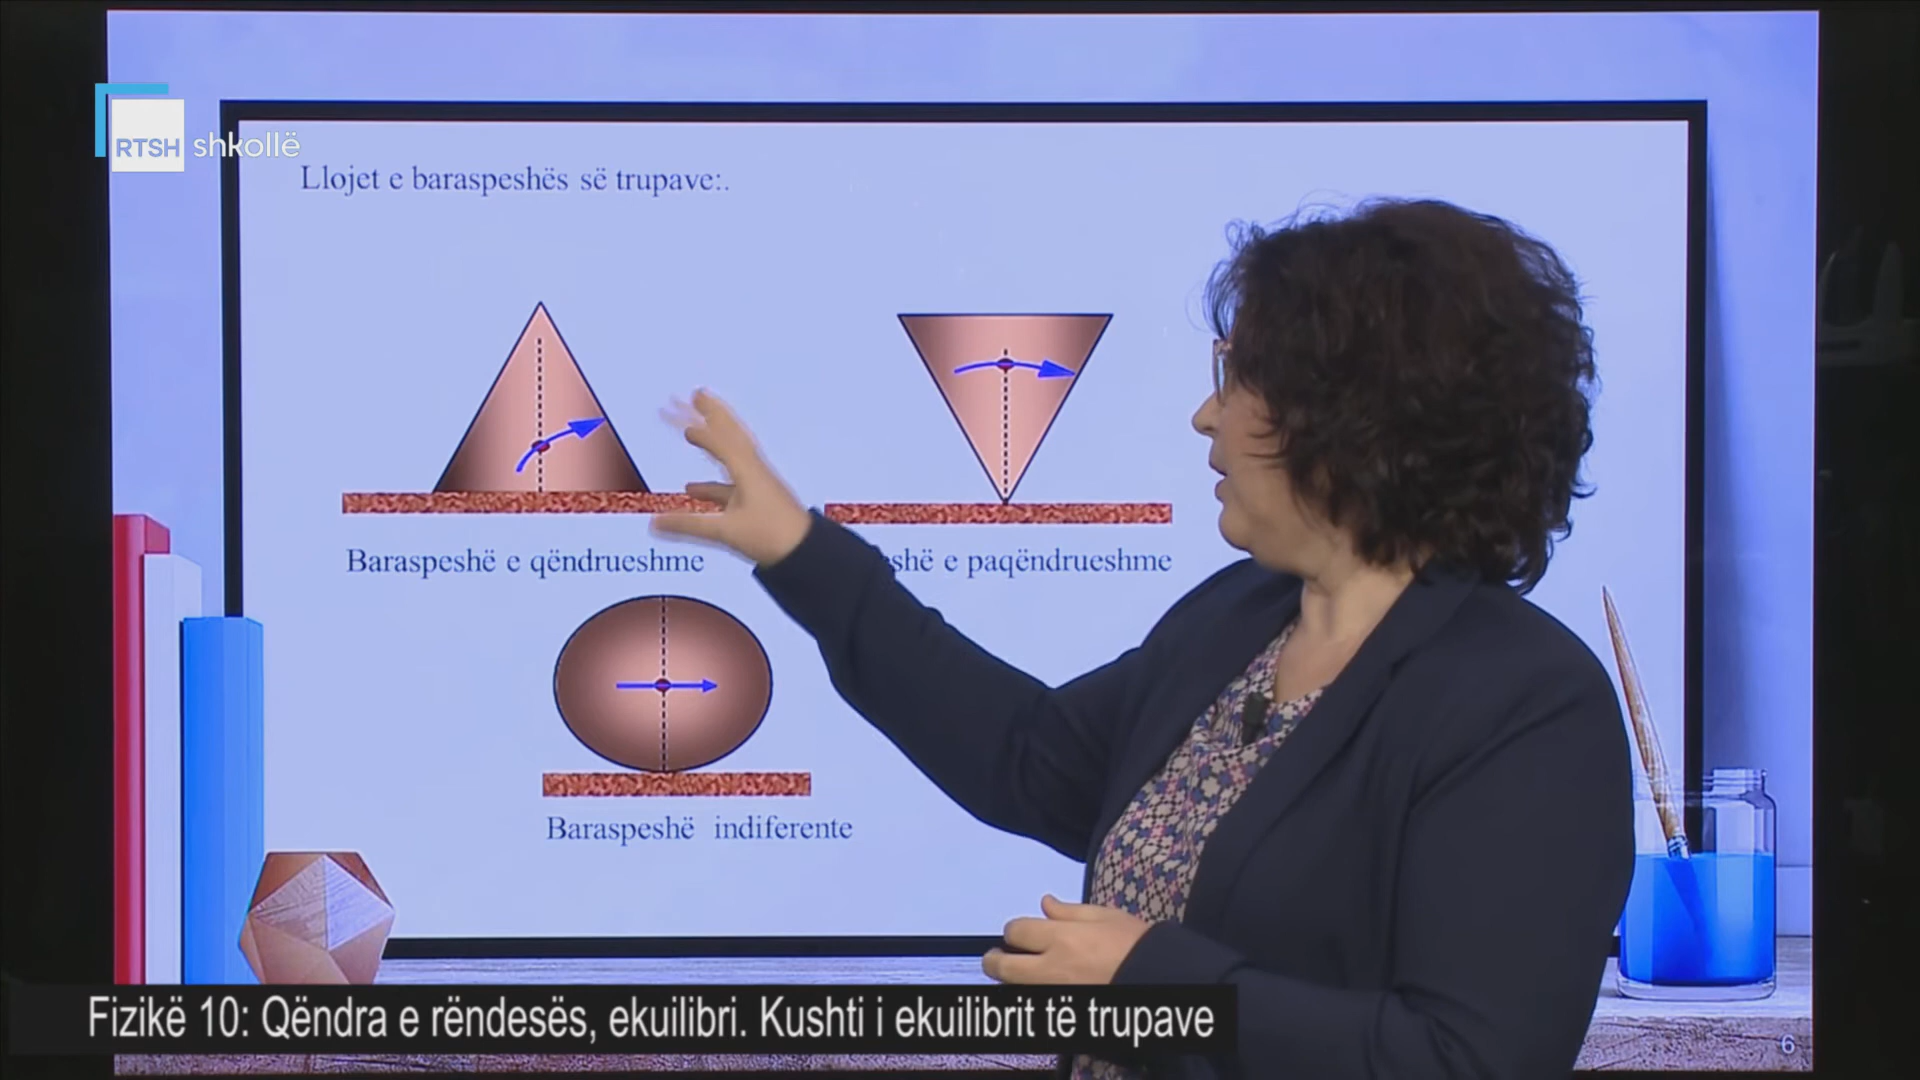 RTSH shkollë
Llojet e baraspeshës së trupave:.
Baraspeshë e qëndrueshme
shë e paqëndrueshme
Baraspeshë indiferente
Fizikë 10: Qëndra e rëndesës, ekuilibri. Kushti i ekuilibrit të trupave
6